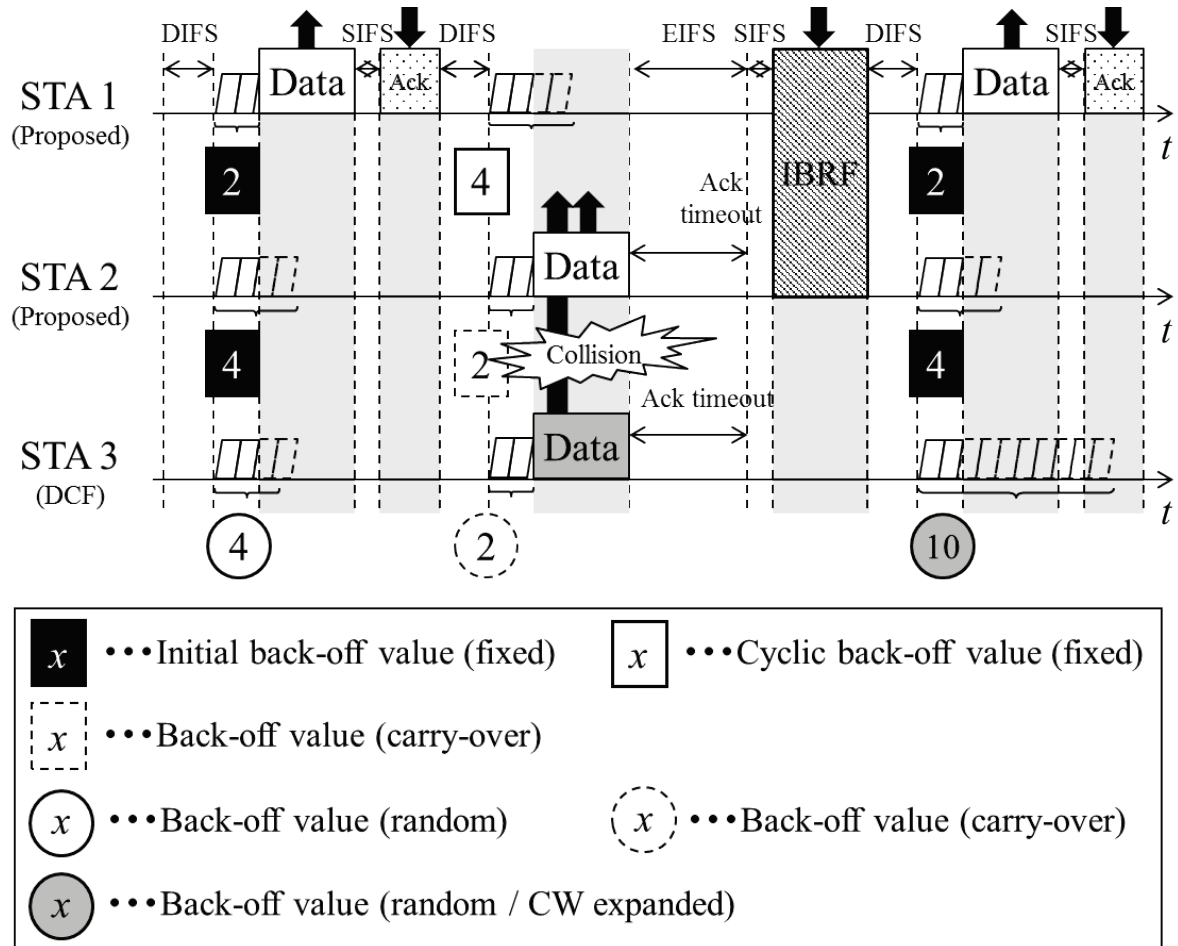 DIFS SIFS DIFS EIFS SIFS DIFS SIFS
STA 1 Data Ack Data Ack
(Proposed) t
2 4 IBRF 2
Ack
timeout
STA 2 Data
(Proposed) t
4 2 Collision 4
Ack timeout
STA 3 Data
(DCF) t
4 2 10
x •••Initial back-off value (fixed) x •••Cyclic back-off value (fixed)
x •••Back-off value (carry-over)
x •••Back-off value (random) x •••Back-off value (carry-over)
x •••Back-off value (random / CW expanded)